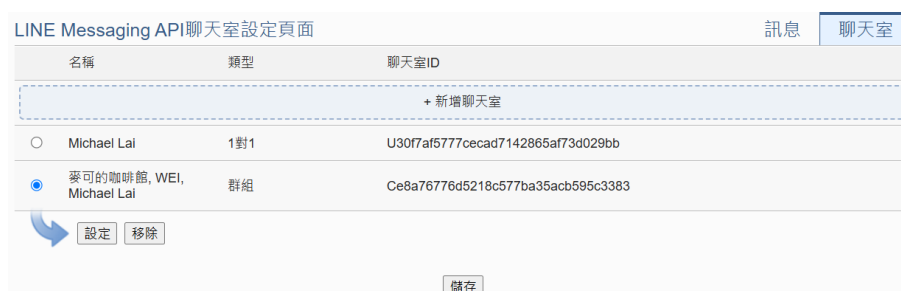 LINE Messaging API聊天室設定頁面 訊息 聊天室
名稱 類型 聊天室ID
+ 新增聊天室
Michael Lai 1對1 U30f7af5777cecad7142865af73d029bb
麥可的咖啡館, WEI,
Michael Lai 群組 Ce8a76776d5218c577ba35acb595c3383
設定 移除
儲存